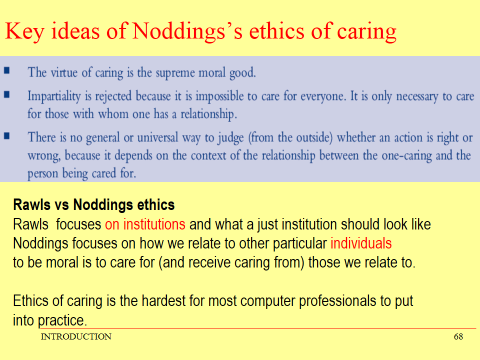 Key ideas of Noddings's ethics of caring
▪ The virtue of caring is the supreme moral good.
▪ Impartiality is rejected because it is impossible to care for everyone. It is only necessary to care
for those with whom one has a relationship.
▪ There is no general or universal way to judge (from the outside) whether an action is right or
wrong, because it depends on the context of the relationship between the one-caring and the
person being cared for.
Rawls vs Noddings ethics
Rawls focuses on institutions and what a just institution should look like
Noddings focuses on how we relate to other particular individuals
to be moral is to care for (and receive caring from) those we relate to.
Ethics of caring is the hardest for most computer professionals to put
into practice.
INTRODUCTION 68